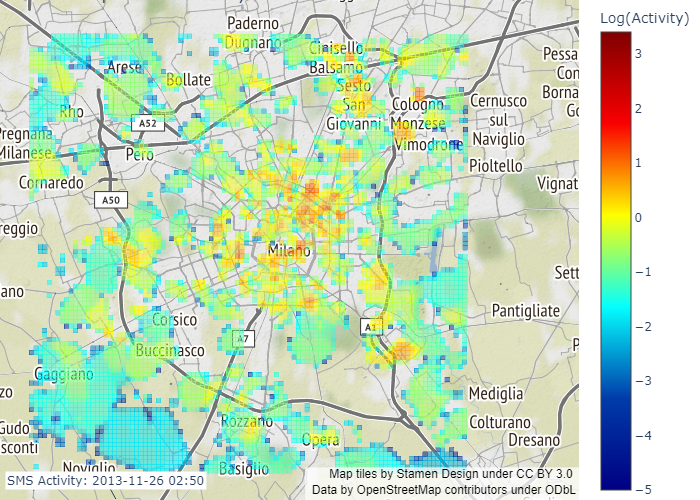 Log(Activity)
Paderno
Dugnano
Cinisello
Balsamo
Arese
Bollate
Sesto
San
Giovanni
Cologno
Monzese
Cernusco
sul
Naviglio
Pessa
Con
Borna
Go
Rho
A52
Pregnana
Milanese
Pero
Vimodrone
Pioltello
Cornaredo
Vignat
A50
reggio
Milano
Sett
ano
Pantigliate
Corsico
A7
A1
P
Buccinasco
Gaggiano
zo
Mediglia
Rozzano
Colturano
Gudo
sconti
Opera
Dresano
Noviglio
Basiglio
SMS Activity: 2013-11-26 02:50
Map tiles by Stamen Design under CC BY 3.0
Data by OpenStreetMap contributors under ODbL
3
2
1
0
−1
−2
−3
−4
−5